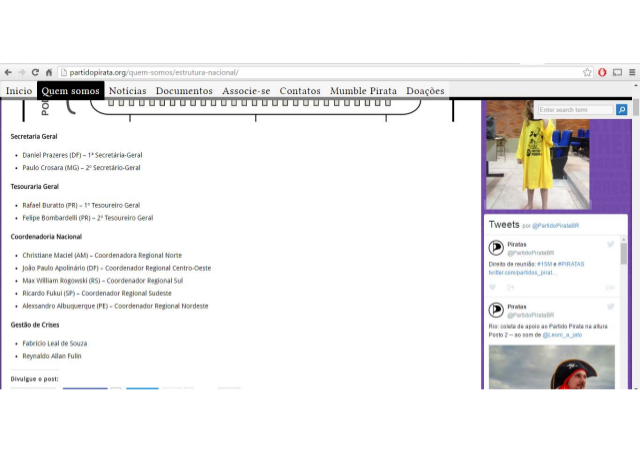 partidopirata.org/quem-somos/estrutura-nacional/
Inicio Quem somos Notícias Documentos Associe-se Contatos Mumble Pirata Doações
Enter search term
Secretaria Geral
Daniel Prazeres (DF) – 1ª Secretária-Geral
Paulo Crosara (MG) – 2º Secretário-Geral
Tesouraria Geral
Rafael Buratto (PR) – 1º Tesoureiro Geral
Felipe Bombardelli (PR) – 2º Tesoureiro Geral
Coordenadoria Nacional
Christiane Maciel (AM) – Coordenadora Regional Norte
João Paulo Apolinário (DF) – Coordenador Regional Centro-Oeste
Max William Rogowski (RS) – Coordenador Regional Sul
Ricardo Fukui (SP) – Coordenador Regional Sudeste
Alexsandro Albuquerque (PE) – Coordenador Regional Nordeste
Gestão de Crises
Fabrício Leal de Souza
Reynaldo Allan Fulin
Divulgue o post:
Tweets por @PartidoPirataBR
Piratas
@PartidoPirataBR
Direito de reunião: #15M e #PIRATAS
twitter.com/partidos_pirat...
Piratas
@PartidoPirataBR
Rio: coleta de apoio ao Partido Pirata na altura
Posto 2 – ao som de